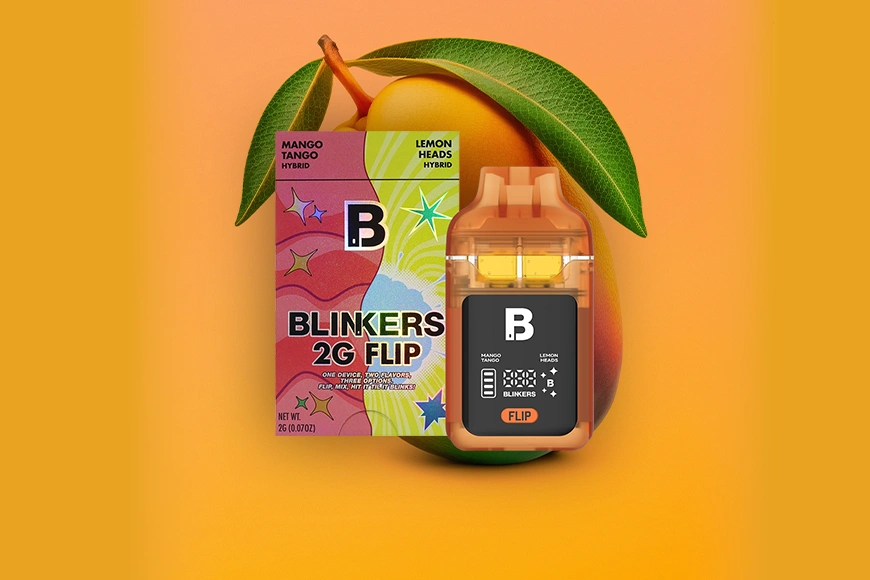 MANGO
TANGO
HYBRID
LEMON
HEADS
HYBRID
B
BLINKERS
2G FLIP
ONE DEVICE, TWO FLAVORS,
THREE OPTIONS.
FLIP, MIX, HIT IT 'TIL IT BLINKS!
NET WT.
2G (0.07OZ)
B
MANGO
TANGO
LEMON
HEADS
888
B
BLINKERS
FLIP